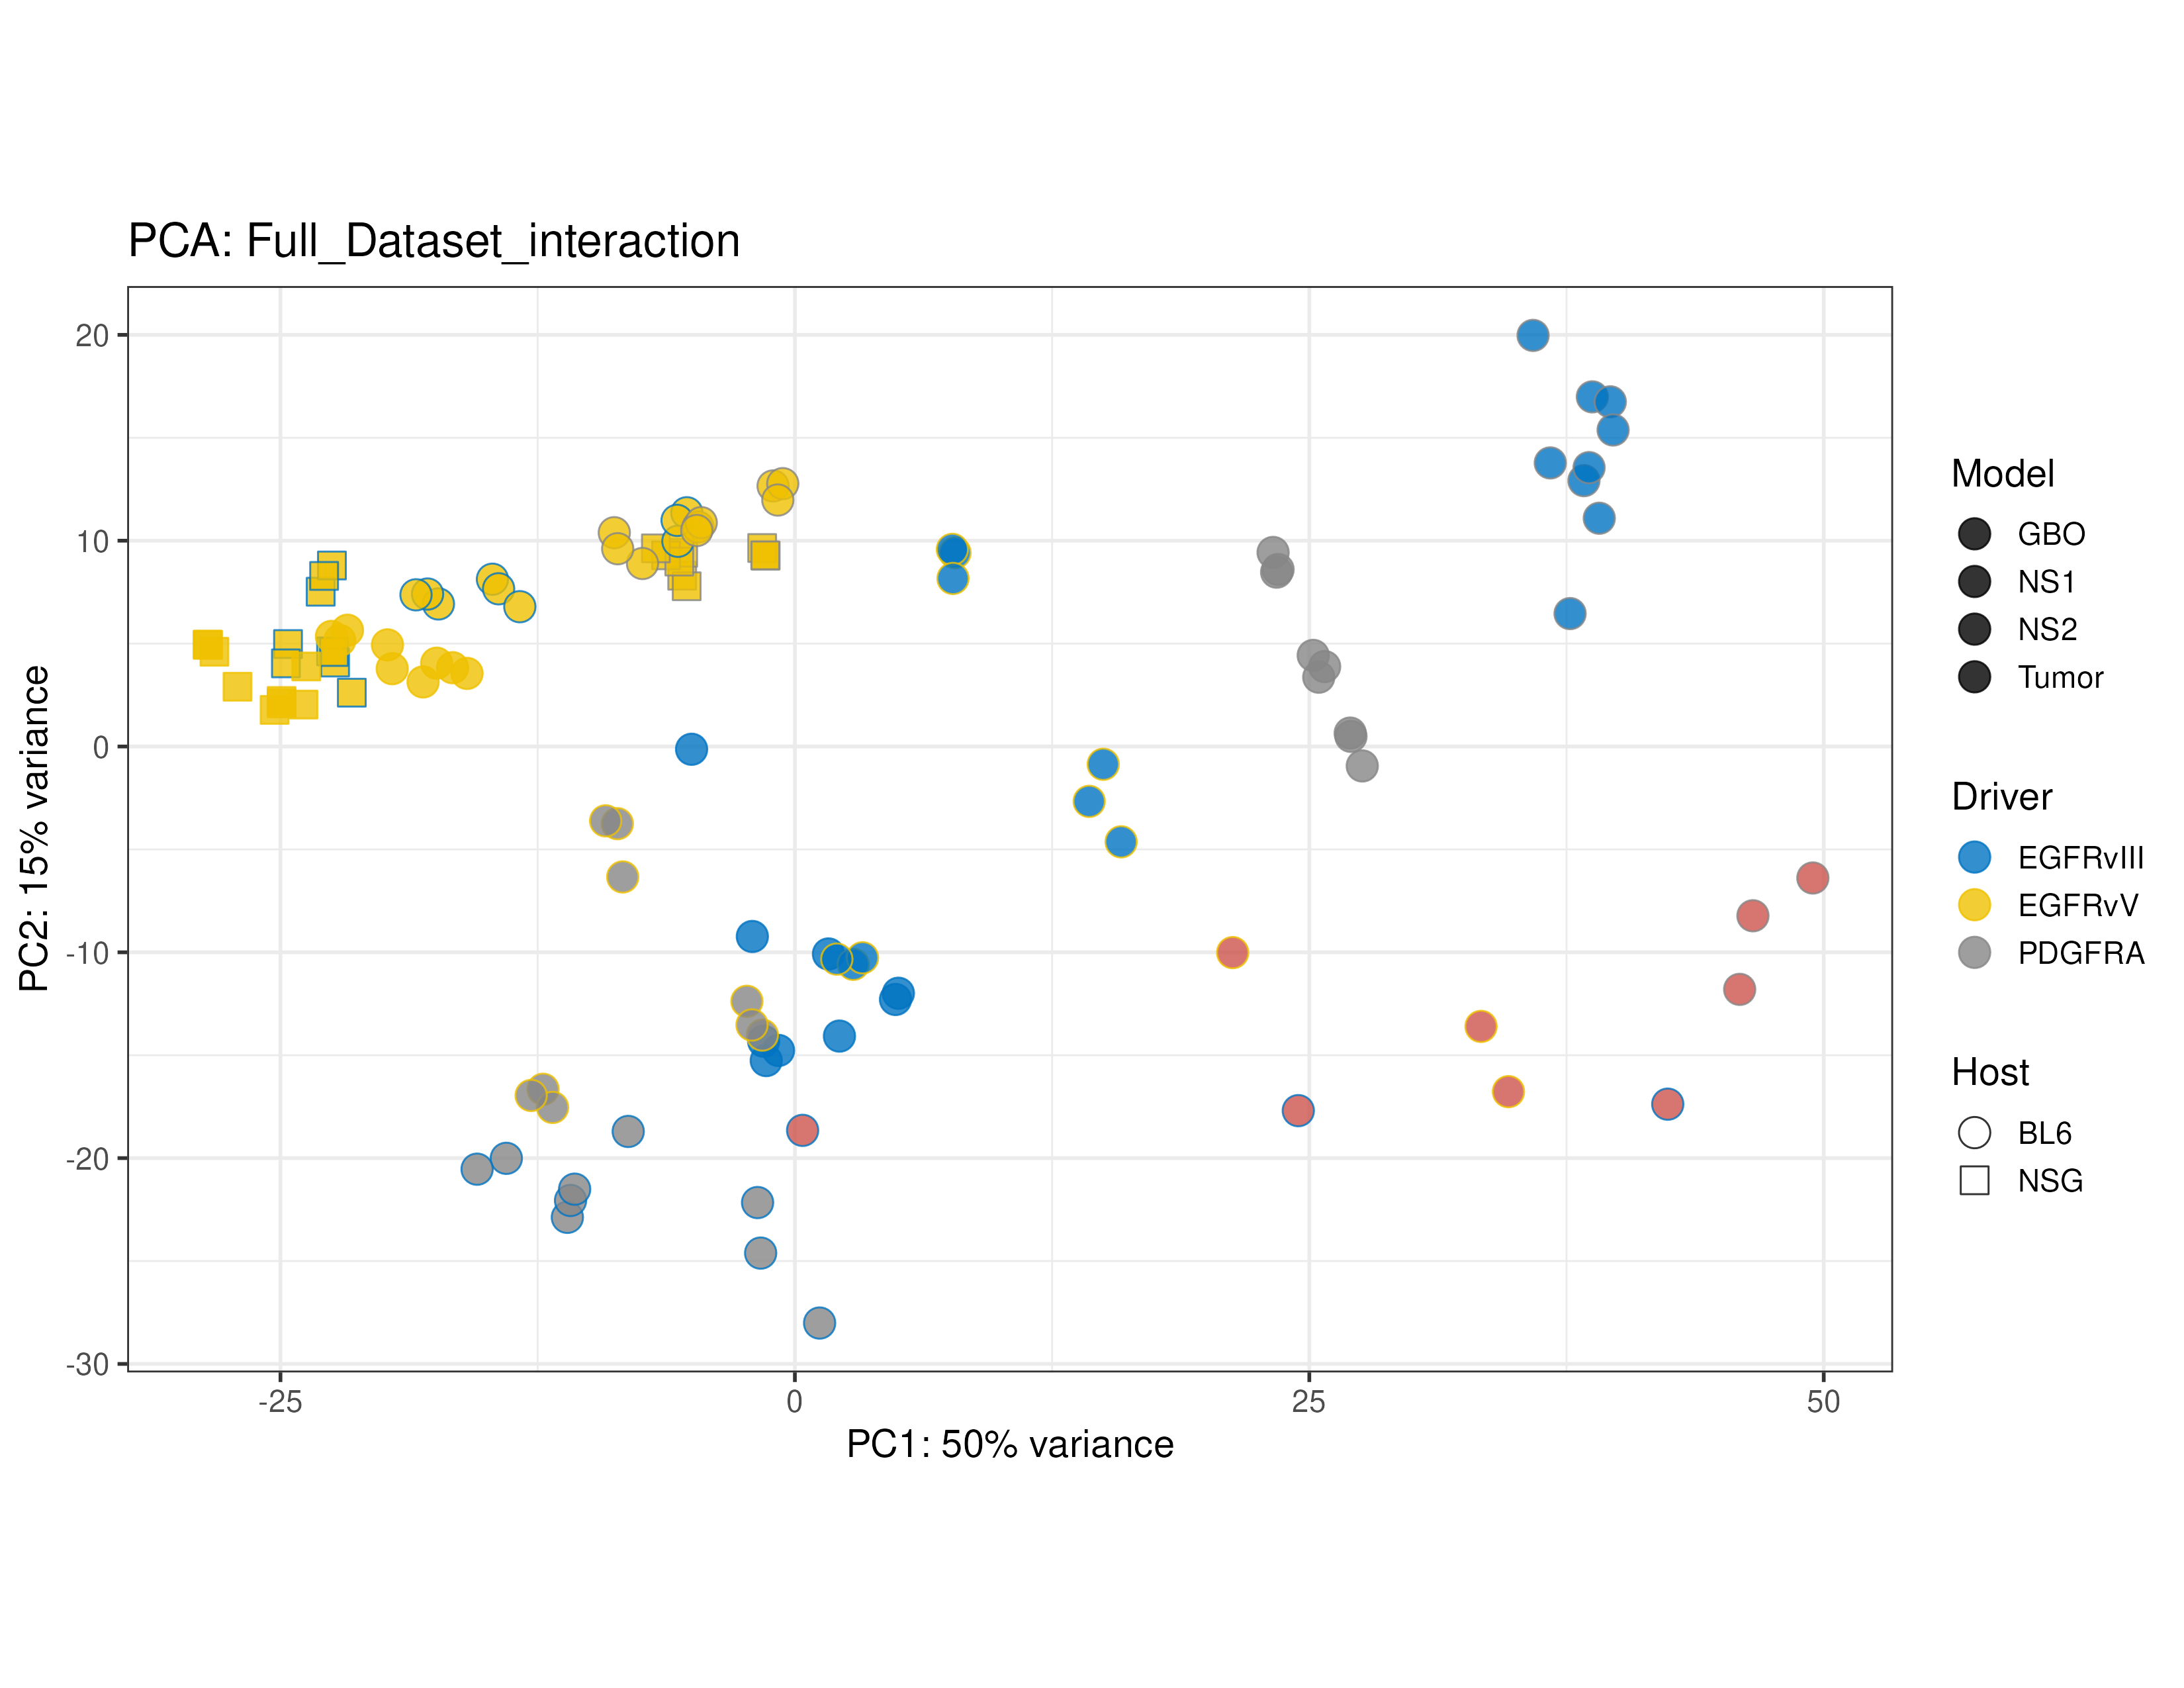 PCA: Full_Dataset_interaction
20
10
0
-10
-20
-30
PC2: 15% variance
-25
0
25
50
PC1: 50% variance
Model
GBO
NS1
NS2
Tumor
Driver
EGFRvIII
EGFRvV
PDGFRA
Host
BL6
NSG